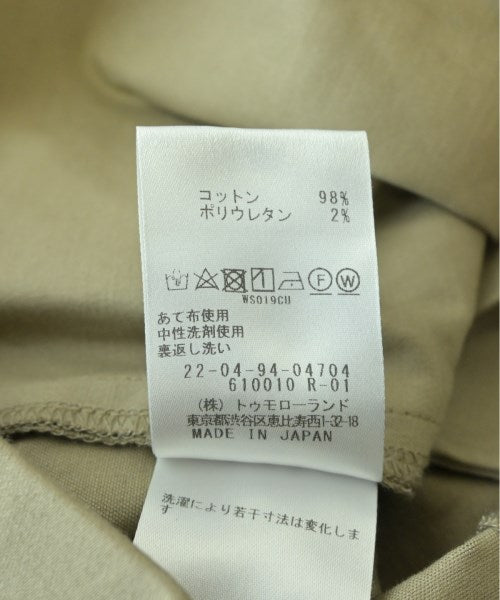 コットン 98%
ポリウレタン 2%
F W
WS019CU
あて布使用
中性洗剤使用
裏返し洗い
22-04-94-04704
610010 R-01
(株) トゥモローランド
東京都渋谷区恵比寿西1-32-18
MADE IN JAPAN
洗濯により若干寸法は変化しま
す